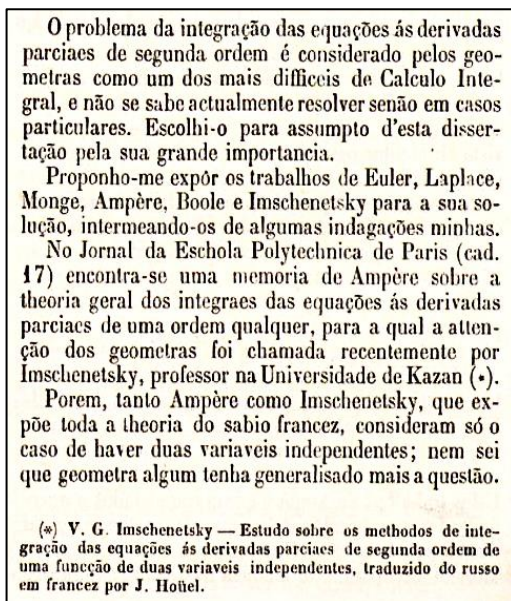 O problema da integração das equações ás derivadas
parciaes de segunda ordem é considerado pelos geo-
metras como um dos mais difficeis de Calculo Inte-
gral, e não se sabe actualmente resolver senão em casos
particulares. Escolhi-o para assumpto d'esta disser-
tação pela sua grande importancia.
Proponho-me expôr os trabalhos de Euler, Laplace,
Monge, Ampère, Boole e Imschenetsky para a sua so-
lução, intermeando-os de algumas indagações minhas.
No Jornal da Eschola Polytechnica de Paris (cad.
17) encontra-se uma memoria de Ampère sobre a
theoria geral dos integraes das equações ás derivadas
parciaes de uma ordem qualquer, para a qual a atten-
ção dos geometras foi chamada recentemente por
Imschenetsky, professor na Universidade de Kazan (*).
Porem, tanto Ampère como Imschenetsky, que ex-
põe toda a theoria do sabio francez, consideram só o
caso de haver duas variaveis independentes; nem sei
que geometra algum tenha generalisado mais a questão.
(*) V. G. Imschenetsky — Estudo sobre os methodos de inte-
gração das equações ás derivadas parciaes de segunda ordem de
uma funcção de duas variaveis independentes, traduzido do russo
em francez por J. Hoüel.